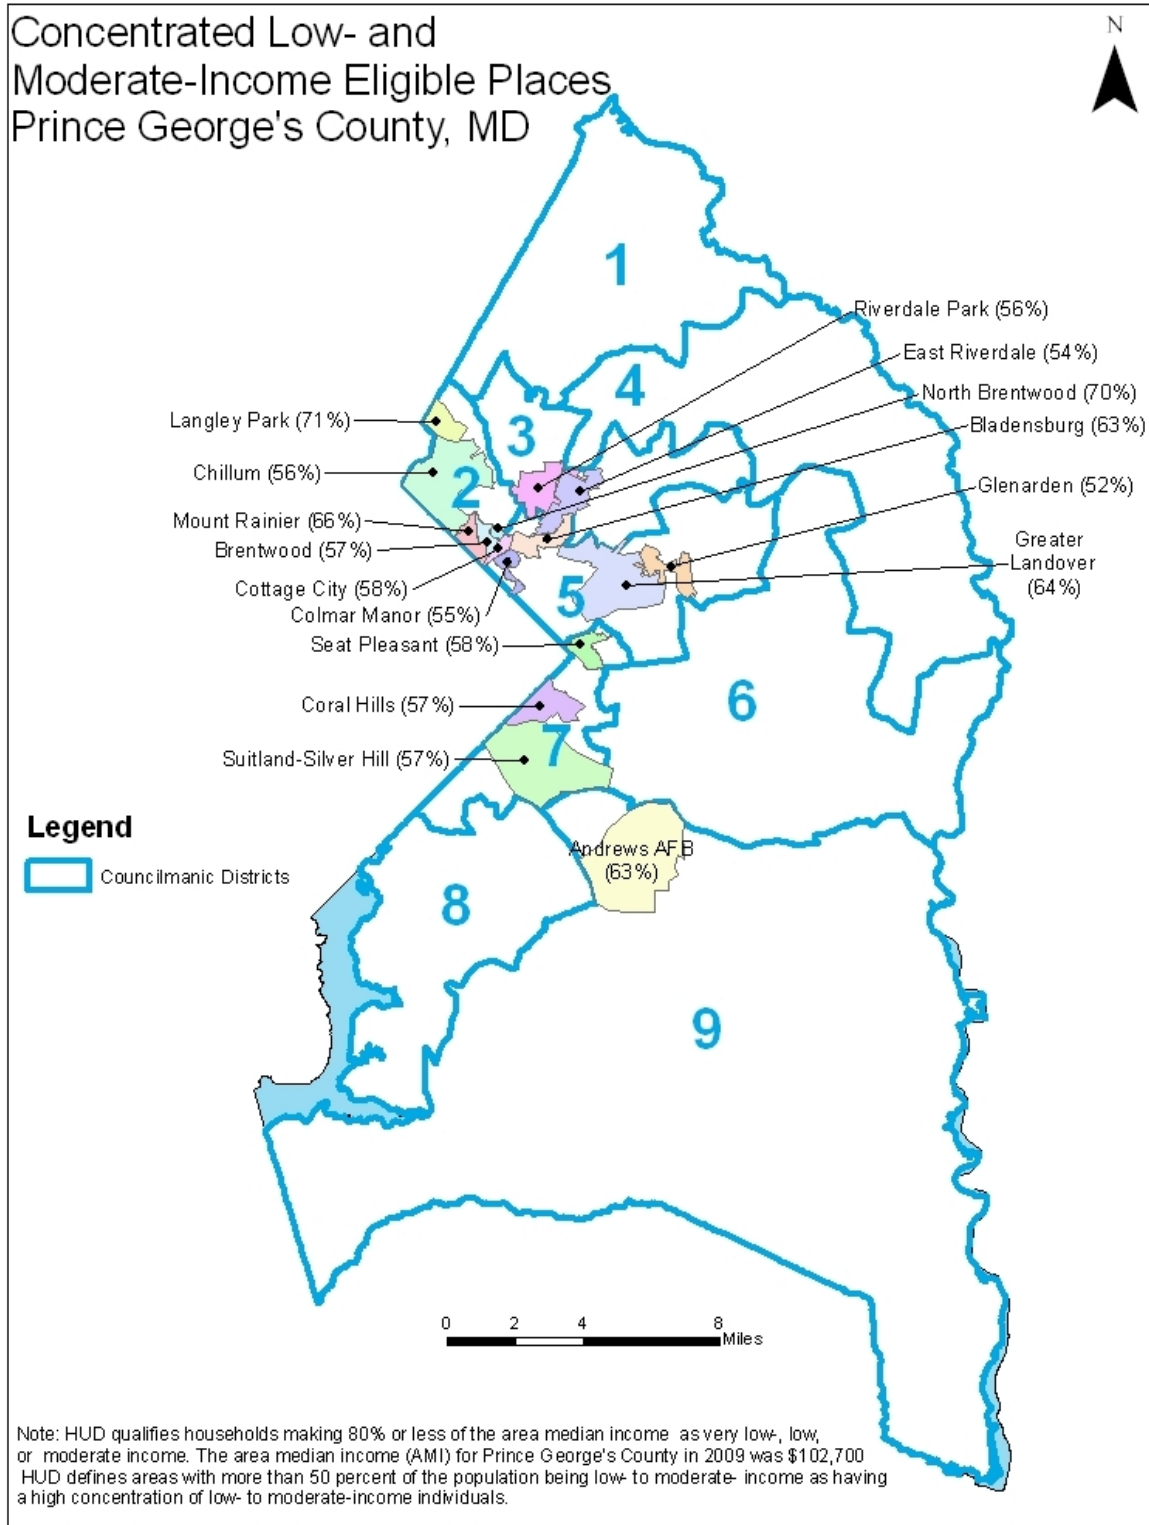 Concentrated Low- and
Moderate-Income Eligible Places
Prince George's County, MD
N
1
Riverdale Park (56%)
East Riverdale (54%)
4
North Brentwood (70%)
Langley Park (71%)
3
Bladensburg (63%)
Chillum (56%)
2
Glenarden (52%)
Mount Rainier (66%)
Brentwood (57%)
Greater
Landover
(64%)
Cottage City (58%)
5
Colmar Manor (55%)
Seat Pleasant (58%)
Coral Hills (57%)
6
7
Suitland-Silver Hill (57%)
Legend
Councilmanic Districts
Andrews AFB
(63%)
8
9
0 2 4 8
Miles
Note: HUD qualifies households making 80% or less of the area median income as very low-, low,
or moderate income. The area median income (AMI) for Prince George's County in 2009 was $102,700
HUD defines areas with more than 50 percent of the population being low- to moderate- income as having
a high concentration of low- to moderate-income individuals.